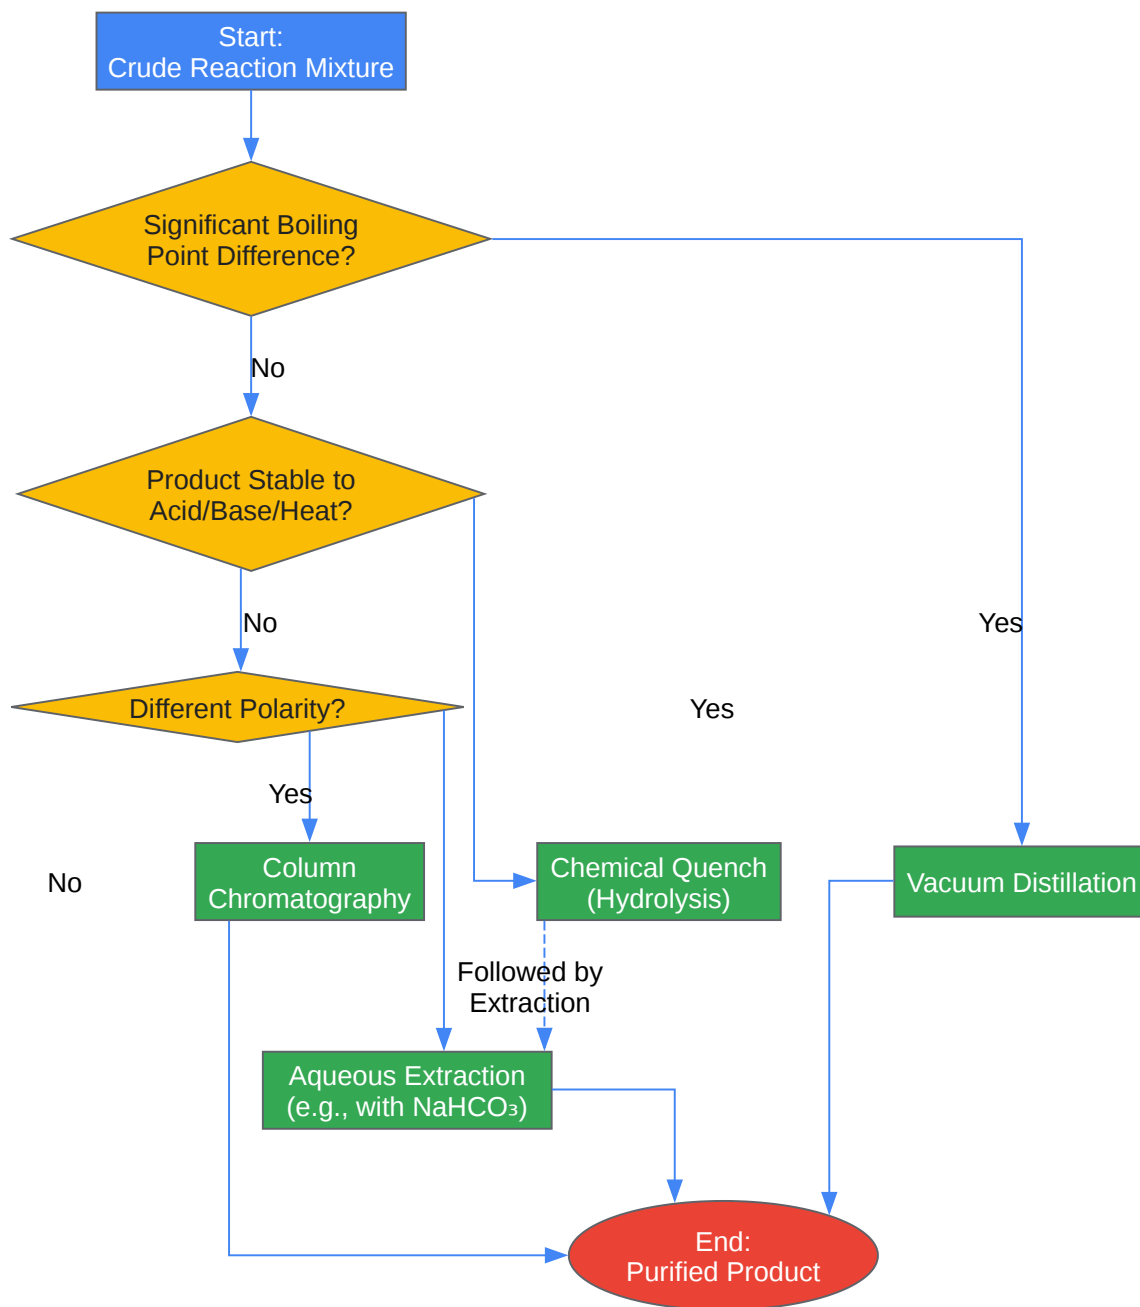 Start:
Crude Reaction Mixture
Significant Boiling
Point Difference?
No
Product Stable to
Acid/Base/Heat?
No
Yes
Different Polarity?
Yes
Yes
No
Column
Chromatography
Chemical Quench
(Hydrolysis)
Vacuum Distillation
Followed by
Extraction
Aqueous Extraction
(e.g., with NaHCO₃)
End:
Purified Product